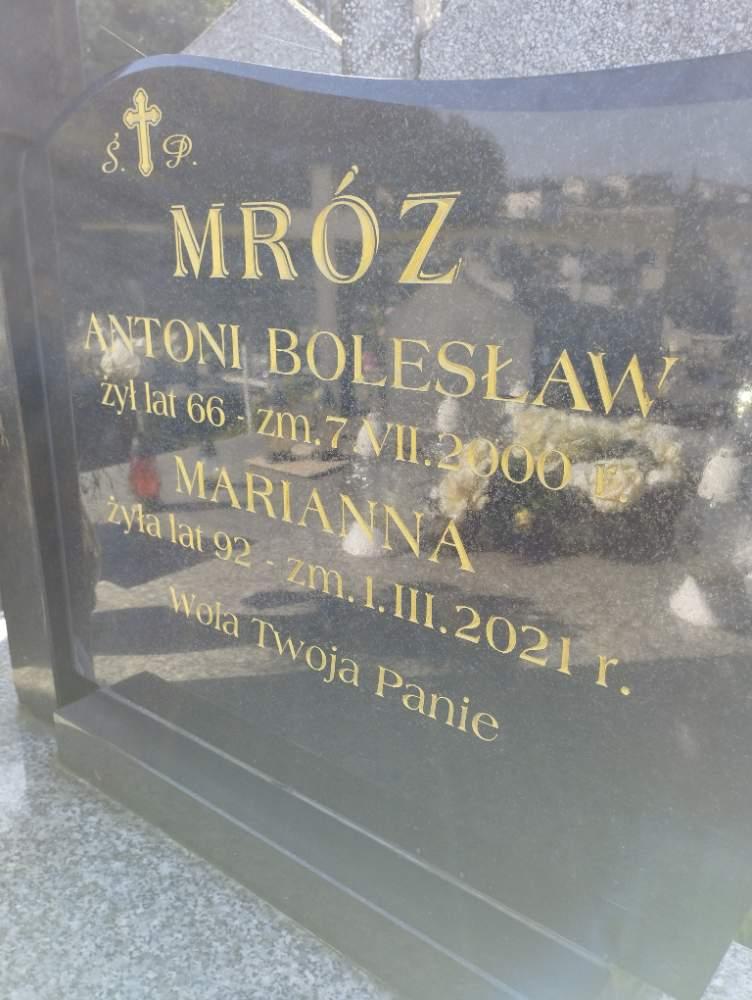 Ś. P.
MRÓZ
ANTONI BOLESŁAW
żył lat 66 - zm. 7.VII.2000 r.
MARIANNA
żyła lat 92 - zm. 1.III.2021 r.
Wola Twoja Panie